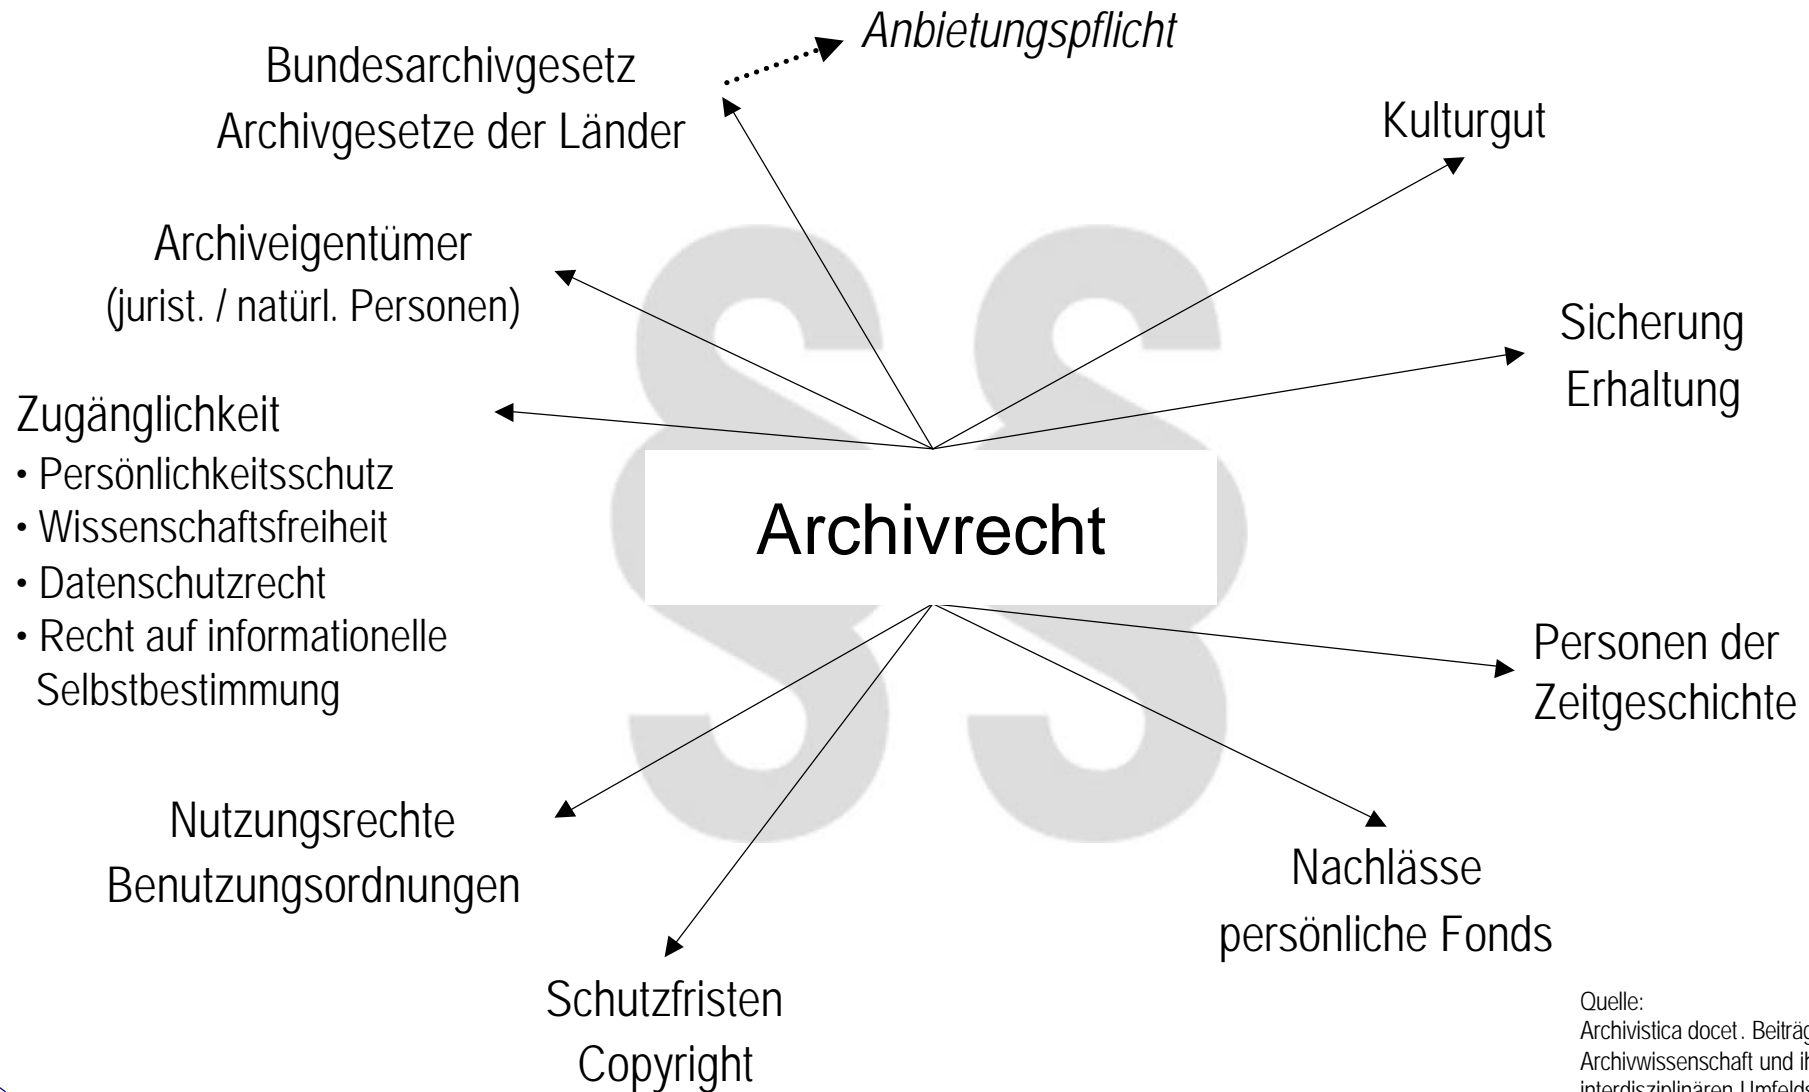 Anbietungspflicht
Bundesarchivgesetz
Archivgesetze der Länder
Kulturgut
Archiveigentümer
(jurist. / natürl. Personen)
Sicherung
Erhaltung
Zugänglichkeit
• Persönlichkeitsschutz
• Wissenschaftsfreiheit
• Datenschutzrecht
• Recht auf informationelle
Selbstbestimmung
§§
Archivrecht
Personen der
Zeitgeschichte
Nutzungsrechte
Benutzungsordnungen
Nachlässe
persönliche Fonds
Schutzfristen
Copyright
Quelle:
Archivistica docet. Beiträg
Archivwissenschaft und ih
interdisziplinären Umfelds